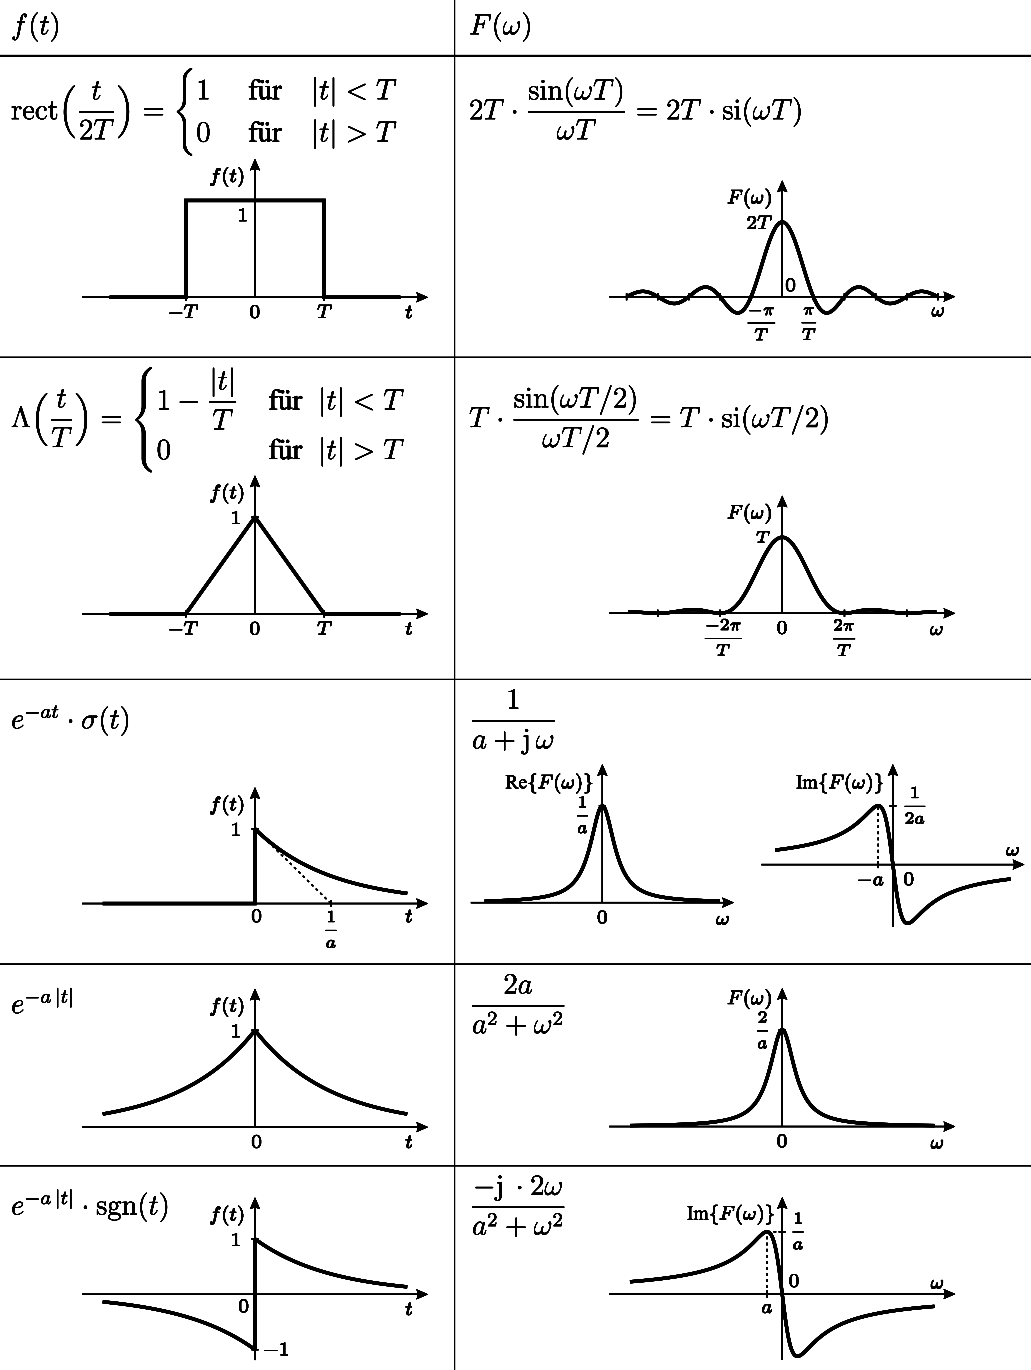 f(t) F(ω)
rect(t/2T) = { 1 für |t| < T
0 für |t| > T
2T · sin(ωT)/ωT = 2T · si(ωT)
f(t)
1
−T 0 T t
F(ω)
2T
0
−π/T π/T ω
Λ(t/T) = { 1 − |t|/T für |t| < T
0 für |t| > T
T · sin(ωT/2)/ωT/2 = T · si(ωT/2)
f(t)
1
−T 0 T t
F(ω)
T
−2π/T 0 2π/T ω
e^{−at} · σ(t)
1/(a + j ω)
f(t)
1
0 1/a t
Re{F(ω)}
1/a
0 ω
Im{F(ω)}
1/2a
ω
−a 0
e^{−a |t|}
2a/(a² + ω²)
f(t)
1
0 t
F(ω)
2/a
0 ω
e^{−a |t|} · sgn(t)
−j · 2ω/(a² + ω²)
f(t)
1
0 t
−1
Im{F(ω)}
1/a
0 ω
a